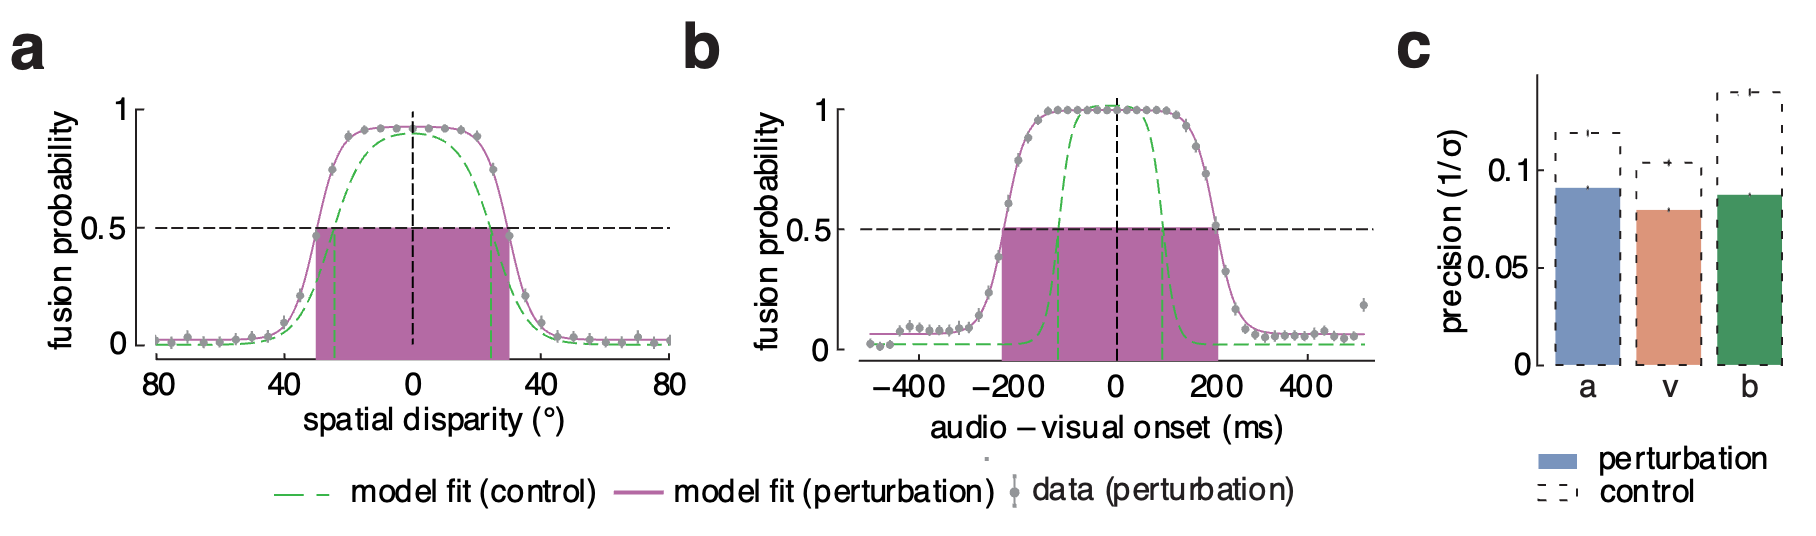 a
fusion probability
1
0.5
0
80
40
0
40
80
spatial disparity (°)
b
fusion probability
1
0.5
0
−400
−200
0
200
400
audio – visual onset (ms)
c
precision (1/σ)
0.1
0.05
0
a
v
b
perturbation
control
model fit (control)
model fit (perturbation)
data (perturbation)